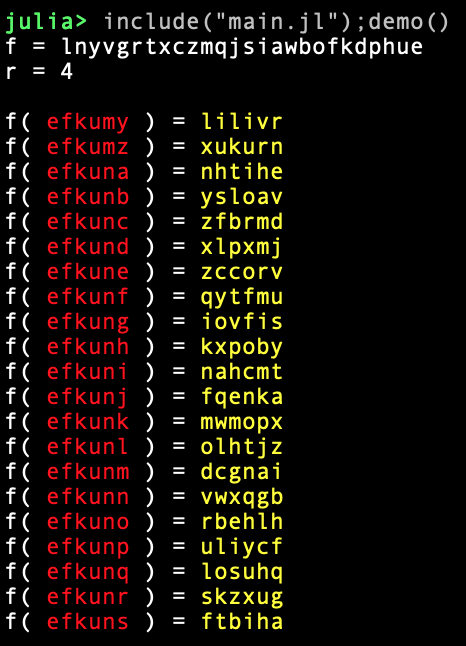 julia> include("main.jl");demo()
f = lnyvgrtxczmqjsiawbofkdphue
r = 4
f( efkumy ) = lilivr
f( efkumz ) = xukurn
f( efkuna ) = nhtihe
f( efkunb ) = ysloav
f( efkunc ) = zfbrmd
f( efkund ) = xlpxmj
f( efkune ) = zccorv
f( efkunf ) = qytfmu
f( efkung ) = iovfis
f( efkunh ) = kxpoby
f( efkuni ) = nahcmt
f( efkunj ) = fqenka
f( efkunk ) = mwmopx
f( efkunl ) = olhtjz
f( efkunm ) = dcgnai
f( efkunn ) = vwxqgb
f( efkuno ) = rbehlh
f( efkunp ) = uliycf
f( efkunq ) = losuhq
f( efkunr ) = skzxug
f( efkuns ) = ftbiha